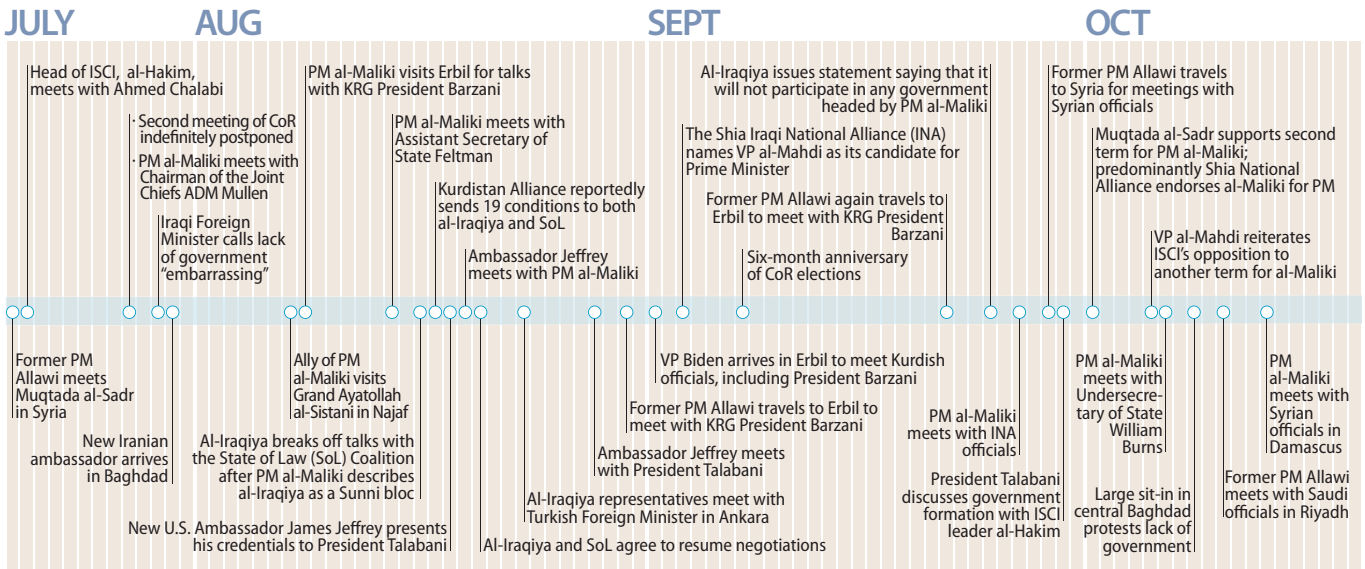 JULY
AUG
SEPT
OCT
Head of ISCI, al-Hakim,
meets with Ahmed Chalabi
· Second meeting of CoR
indefinitely postponed
· PM al-Maliki meets with
Chairman of the Joint
Chiefs ADM Mullen
Iraqi Foreign
Minister calls lack
of government
“embarrassing”
PM al-Maliki visits Erbil for talks
with KRG President Barzani
PM al-Maliki meets with
Assistant Secretary of
State Feltman
Kurdistan Alliance reportedly
sends 19 conditions to both
al-Iraqiya and SoL
Ambassador Jeffrey
meets with PM al-Maliki
Al-Iraqiya issues statement saying that it
will not participate in any government
headed by PM al-Maliki
The Shia Iraqi National Alliance (INA)
names VP al-Mahdi as its candidate for
Prime Minister
Former PM Allawi again travels to
Erbil to meet with KRG President
Barzani
Six-month anniversary
of CoR elections
Former PM Allawi travels
to Syria for meetings with
Syrian officials
Muqtada al-Sadr supports second
term for PM al-Maliki;
predominantly Shia National
Alliance endorses al-Maliki for PM
VP al-Mahdi reiterates
ISCI’s opposition to
another term for al-Maliki
Former PM
Allawi meets
Muqtada al-Sadr
in Syria
New Iranian
ambassador arrives
in Baghdad
Ally of PM
al-Maliki visits
Grand Ayatollah
al-Sistani in Najaf
Al-Iraqiya breaks off talks with
the State of Law (SoL) Coalition
after PM al-Maliki describes
al-Iraqiya as a Sunni bloc
New U.S. Ambassador James Jeffrey presents
his credentials to President Talabani
Al-Iraqiya and SoL agree to resume negotiations
Al-Iraqiya representatives meet with
Turkish Foreign Minister in Ankara
Ambassador Jeffrey meets
with President Talabani
Former PM Allawi travels to Erbil to
meet with KRG President Barzani
VP Biden arrives in Erbil to meet Kurdish
officials, including President Barzani
PM al-Maliki
meets with INA
officials
President Talabani
discusses government
formation with ISCI
leader al-Hakim
PM al-Maliki
meets with
Undersecre-
tary of State
William
Burns
Large sit-in in
central Baghdad
protests lack of
government
Former PM Allawi
meets with Saudi
officials in Riyadh
PM
al-Maliki
meets with
Syrian
officials in
Damascus